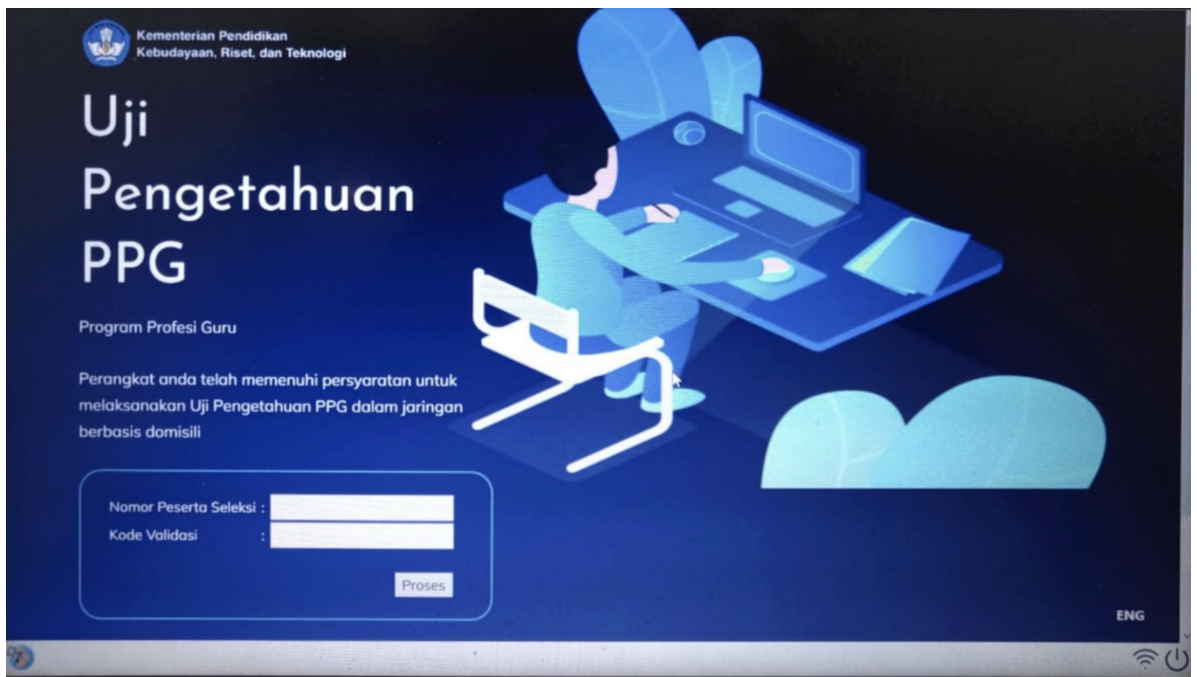 Kementerian Pendidikan
Kebudayaan, Riset, dan Teknologi
Uji
Pengetahuan
PPG
Program Profesi Guru
Perangkat anda telah memenuhi persyaratan untuk
melaksanakan Uji Pengetahuan PPG dalam jaringan
berbasis domisili
Nomor Peserta Seleksi :
Kode Validasi :
Proses
ENG